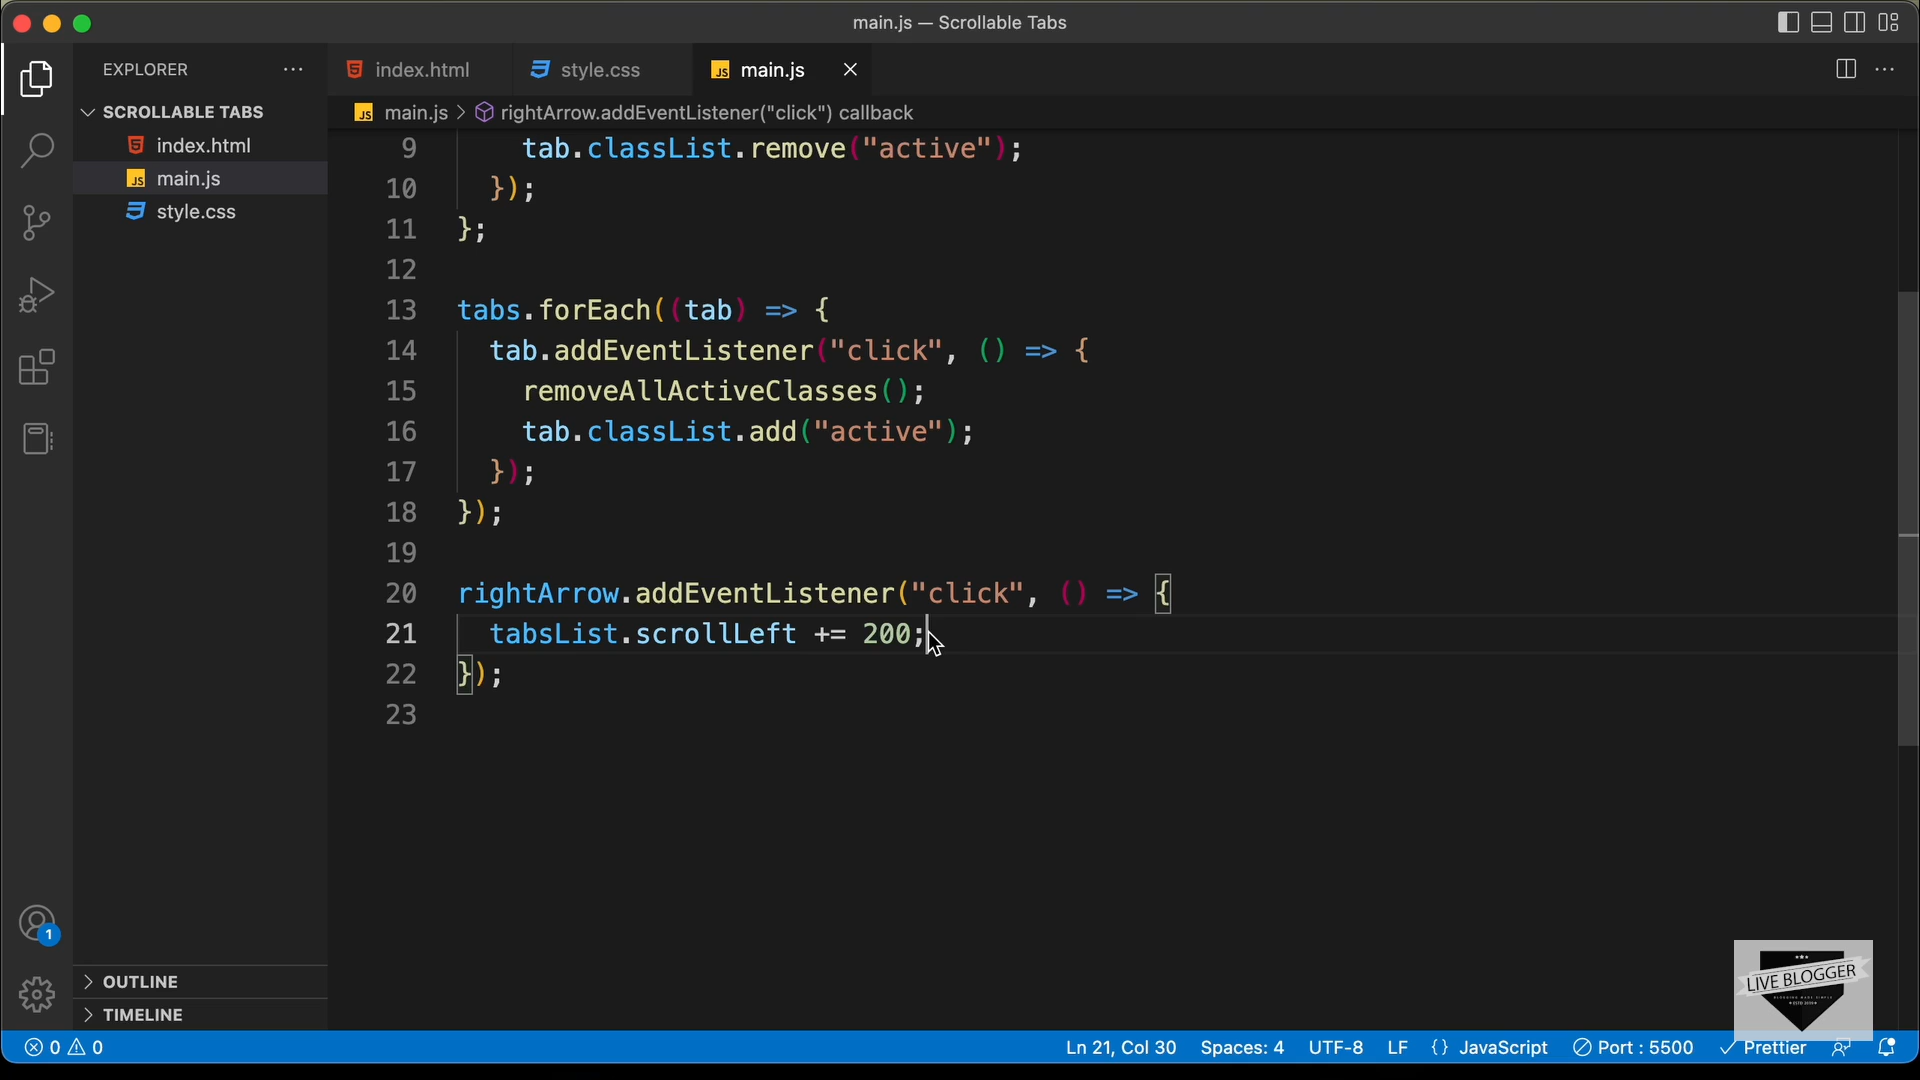 main.js — Scrollable Tabs
EXPLORER
index.html
style.css
main.js
SCROLLABLE TABS
main.js > rightArrow.addEventListener("click") callback
index.html
main.js
style.css
9 tab.classList.remove("active");
10 });
11 };
12
13 tabs.forEach((tab) => {
14 tab.addEventListener("click", () => {
15 removeAllActiveClasses();
16 tab.classList.add("active");
17 });
18 });
19
20 rightArrow.addEventListener("click", () => {
21 tabsList.scrollLeft += 200;
22 });
23
1
OUTLINE
TIMELINE
LIVE BLOGGER
0 0 Ln 21, Col 30 Spaces: 4 UTF-8 LF {} JavaScript Port : 5500 Prettier